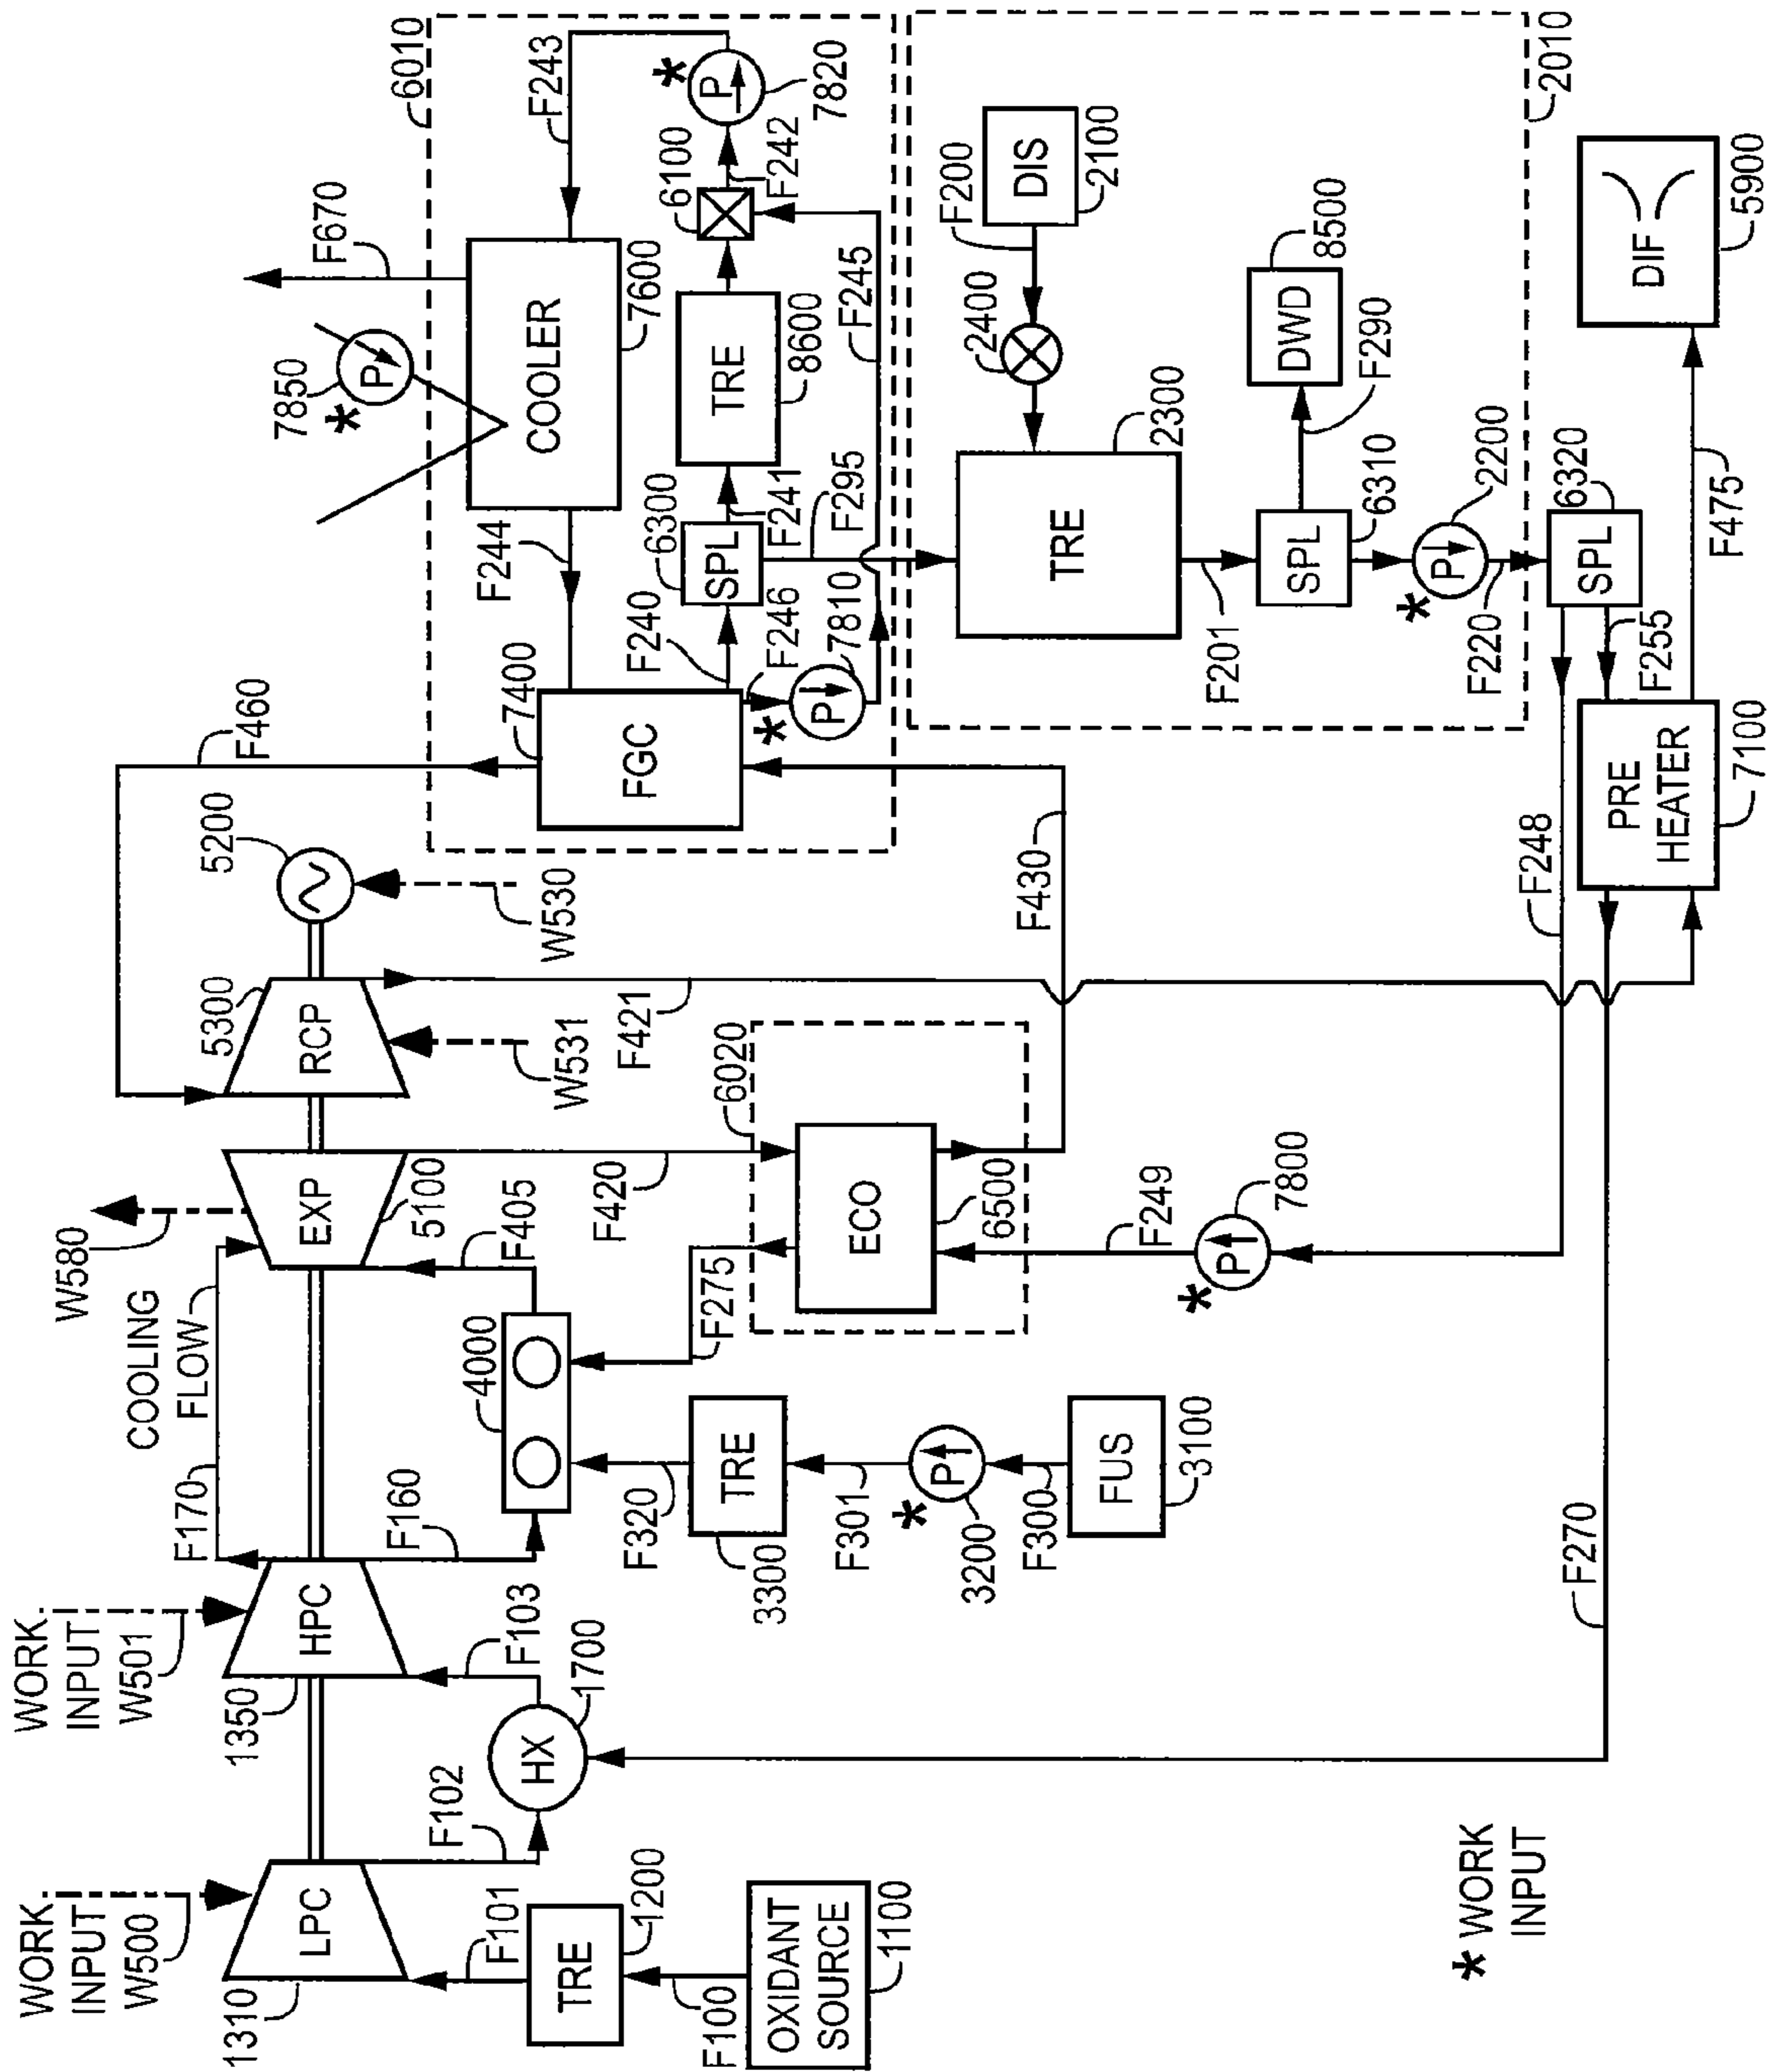 WORK
INPUT
W500
LPC
1310
F101
TRE
1200
F100
OXIDANT
SOURCE
1100
F102
HX
1700
F103
WORK
INPUT
W501
HPC
1350
F170
COOLING
FLOW
F160
4000
F320
TRE
3300
F301
P
*
3200
F300
FUS
3100
W580
EXP
5100
F405
F420
F275
6020
ECO
6500
F249
P
*
7800
5300
RCP
W531
F421
5200
W530
F460
F430
6010
7400
FGC
F244
F240
F246
*
P
7810
6300
SPL
F241
F295
TRE
8600
F245
6100
F242
*
P
7820
F243
COOLER
7600
F670
7850
P
*
2010
DIS
2100
F200
2400
TRE
2300
F201
SPL
6310
F290
DWD
8500
*
P
2200
F220
SPL
6320
F255
F248
PRE
HEATER
7100
F475
DIF
5900
F270
* WORK
INPUT